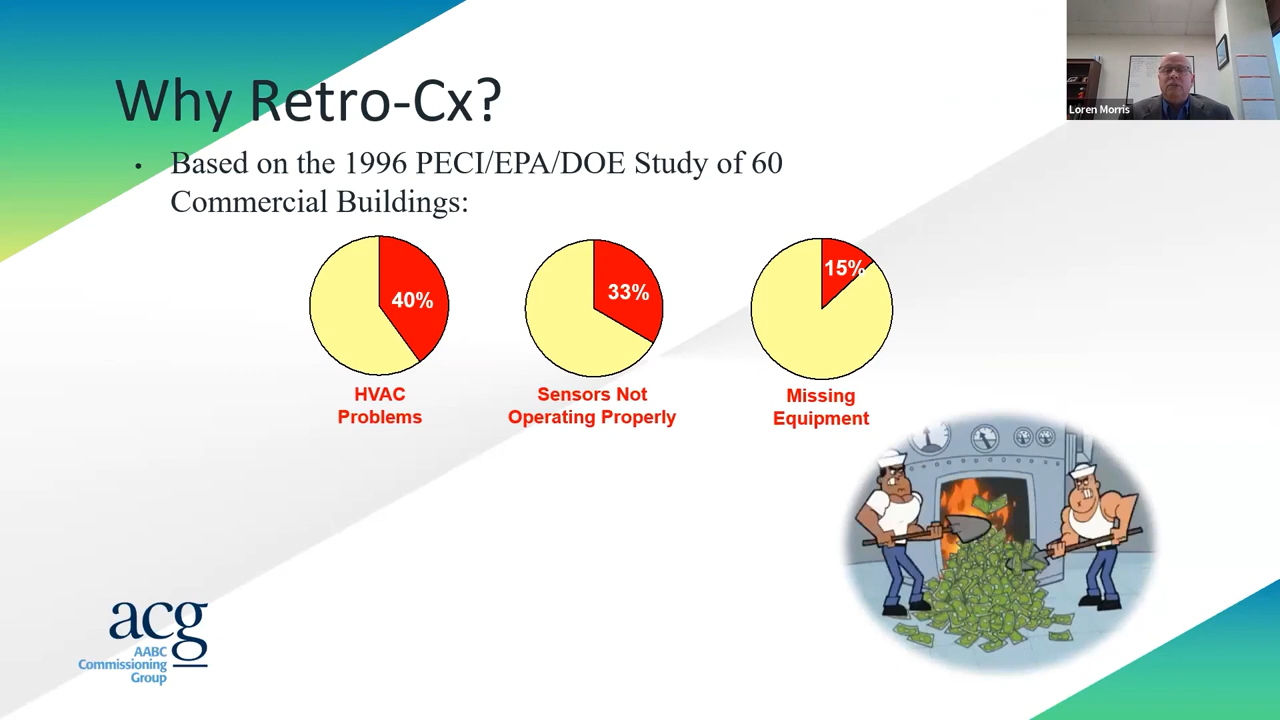 Why Retro-Cx?
Loren Morris
• Based on the 1996 PECI/EPA/DOE Study of 60
Commercial Buildings:
40%
33%
15%
HVAC
Problems
Sensors Not
Operating Properly
Missing
Equipment
acg
AABC
Commissioning
Group